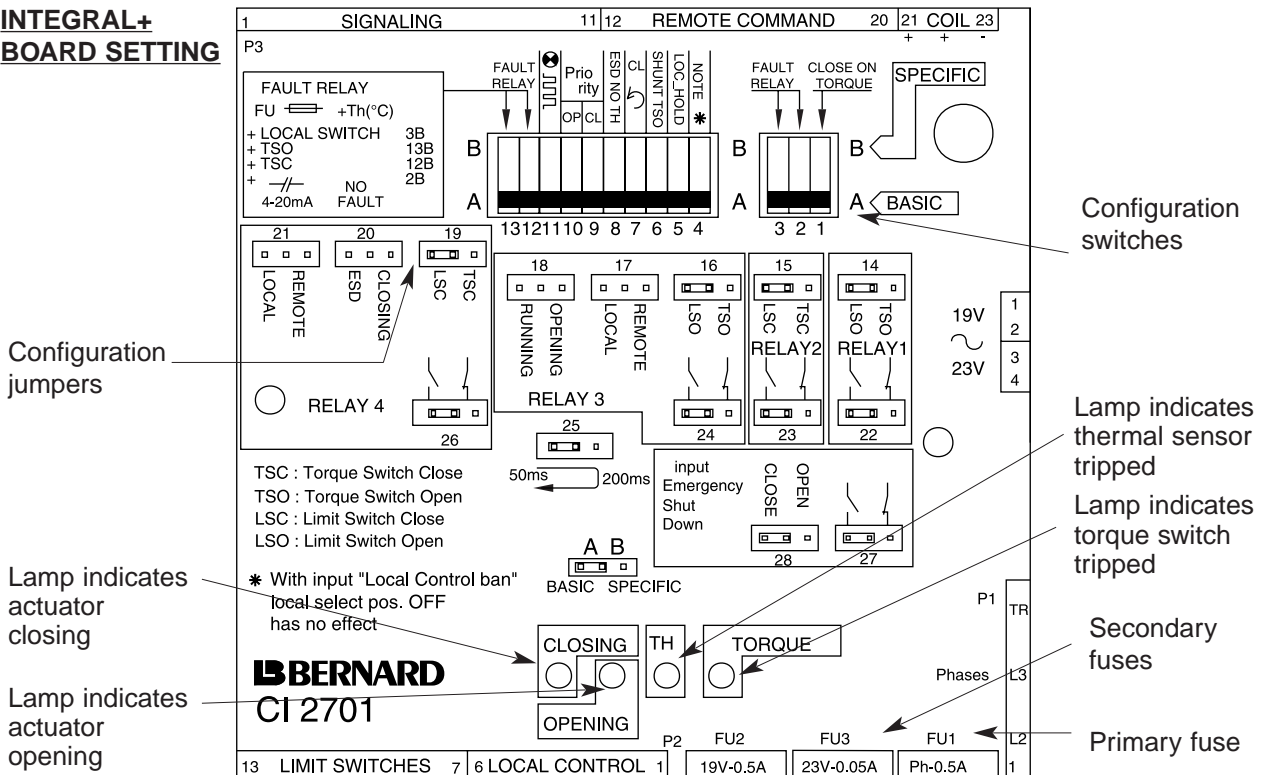 INTEGRAL+
BOARD SETTING
1 SIGNALING 11 12 REMOTE COMMAND 20 21 COIL 23
+ + -
P3
FAULT RELAY
FU +Th(°C)
+ LOCAL SWITCH 3B
+ TSO 13B
+ TSC 12B
+ 2B
4-20mA
NO
FAULT
FAULT
RELAY
Prio
rity
OP CL
ESD NO TH
CL
SHUNT TSO
LOC_HOLD
NOTE *
B
A
13 12 11 10 9 8 7 6 5 4
FAULT
RELAY
CLOSE ON
TORQUE
B
A
3 2 1
B
A
SPECIFIC
BASIC
Configuration
switches
21
LOCAL
REMOTE
20
ESD
CLOSING
19
LSC
TSC
RELAY 4
26
Configuration
jumpers
18
RUNNING
OPENING
17
LOCAL
REMOTE
16
LSO
TSO
RELAY 3
24
15
LSC
TSC
RELAY2
23
14
LSO
TSO
RELAY1
22
19V
23V
1
2
3
4
25
50ms 200ms
Lamp indicates
thermal sensor
tripped
Lamp indicates
torque switch
tripped
TSC : Torque Switch Close
TSO : Torque Switch Open
LSC : Limit Switch Close
LSO : Limit Switch Open
input
Emergency
Shut
Down
CLOSE
OPEN
28
27
A B
BASIC SPECIFIC
* With input "Local Control ban"
local select pos. OFF
has no effect
Lamp indicates
actuator
closing
Lamp indicates
actuator
opening
BERNARD
CI 2701
CLOSING
OPENING
TH
TORQUE
P1
TR
Phases L3
L2
1
Secondary
fuses
Primary fuse
P2 FU2 FU3 FU1
13 LIMIT SWITCHES 7 6 LOCAL CONTROL 1 19V-0.5A 23V-0.05A Ph-0.5A